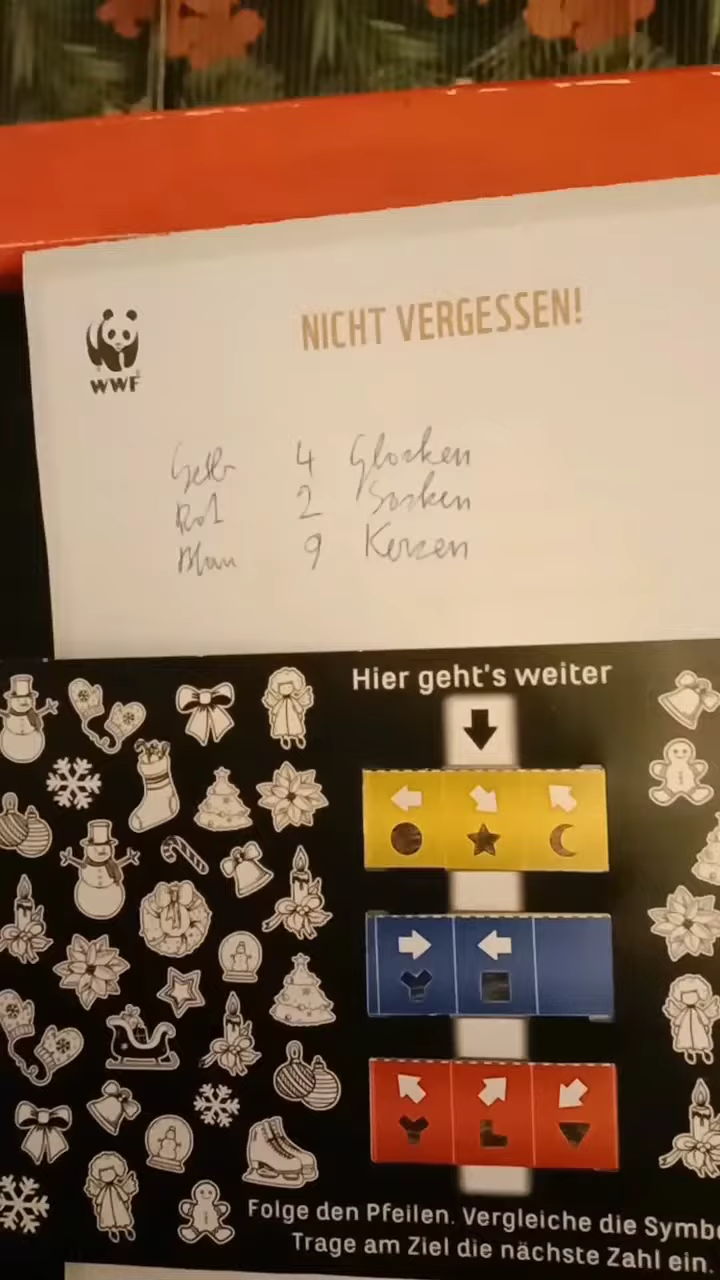 NICHT VERGESSEN!
WWF
Gelb 4 Glocken
Rot 2 Socken
Blau 9 Kerzen
Hier geht's weiter
Folge den Pfeilen. Vergleiche die
Trage am Ziel die nächste Zahl ein.